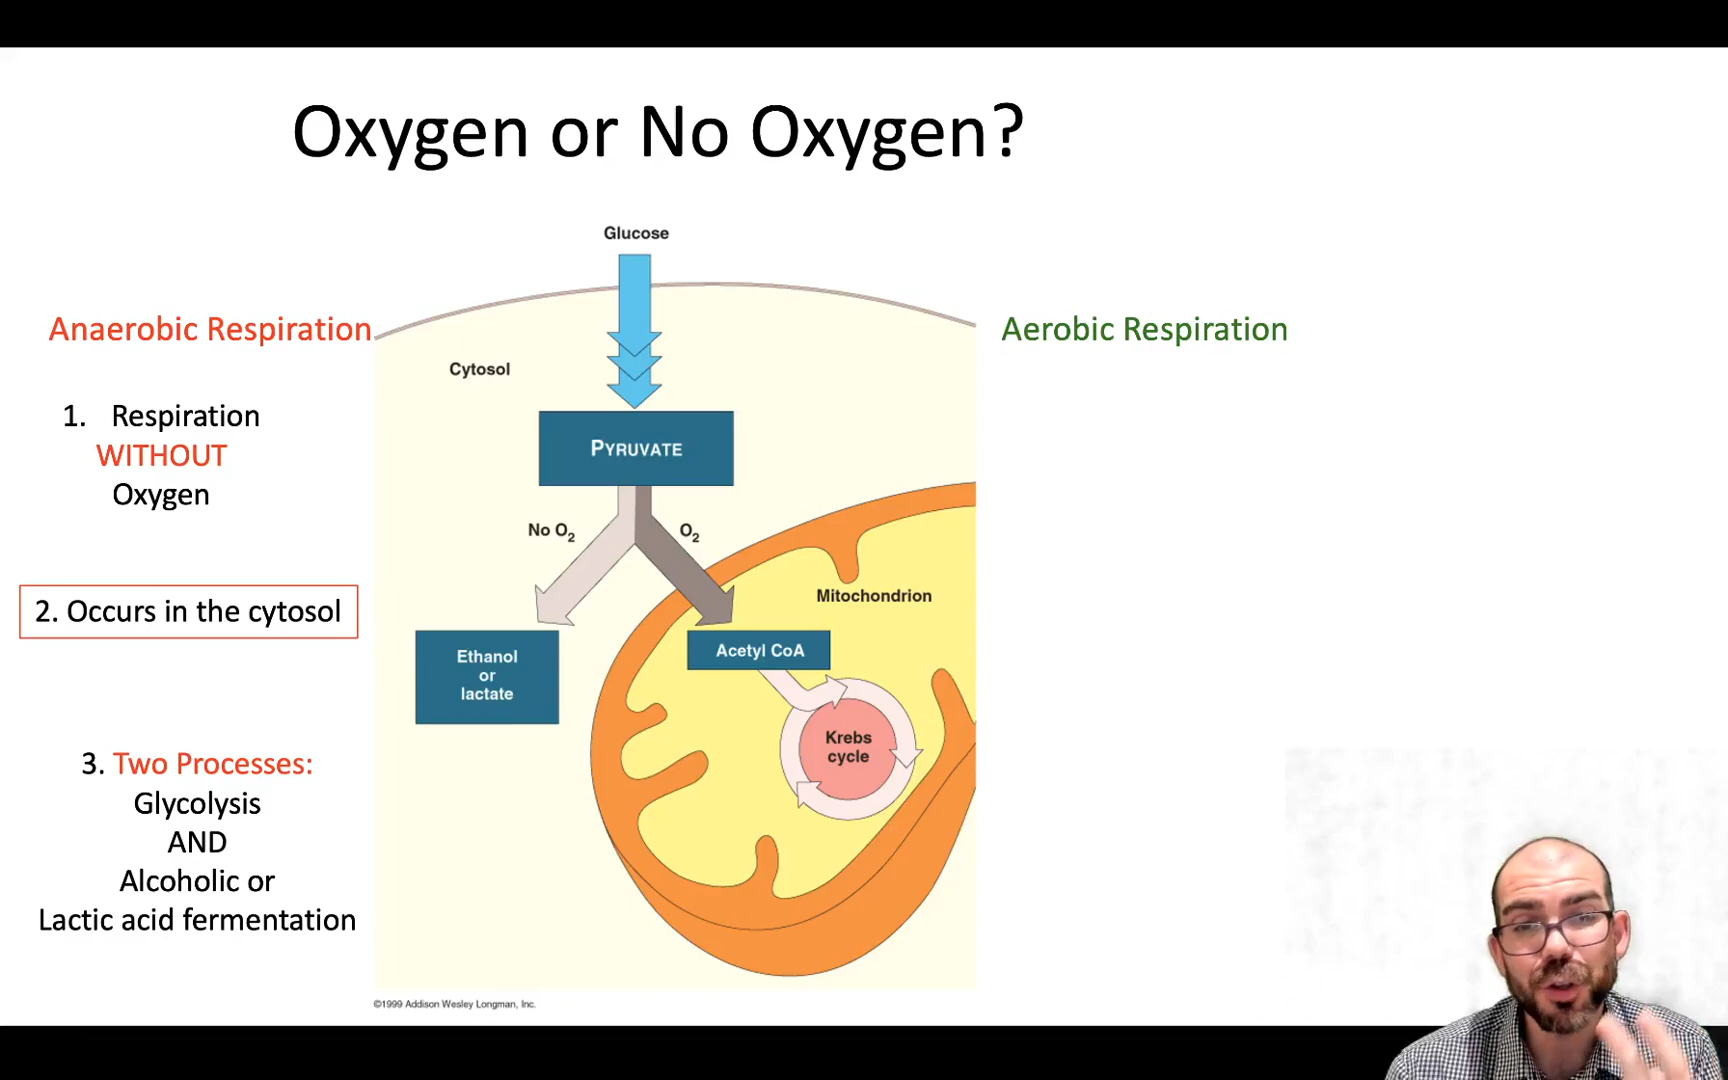 Oxygen or No Oxygen?
Glucose
Anaerobic Respiration
Aerobic Respiration
Cytosol
1. Respiration
WITHOUT
Oxygen
PYRUVATE
No O2
O2
2. Occurs in the cytosol
Mitochondrion
Ethanol
or
lactate
Acetyl CoA
Krebs
cycle
3. Two Processes:
Glycolysis
AND
Alcoholic or
Lactic acid fermentation
©1999 Addison Wesley Longman, Inc.